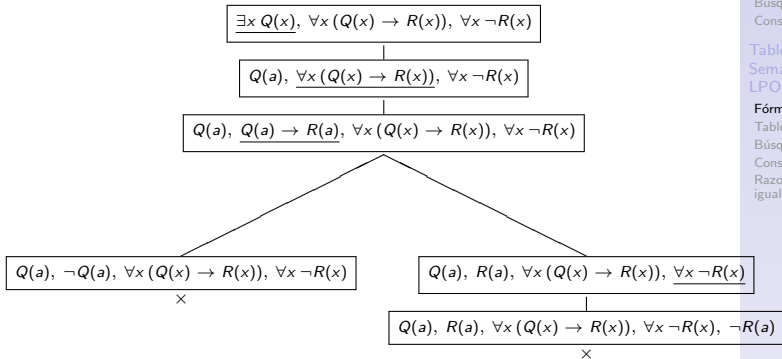 ∃x Q(x), ∀x (Q(x) → R(x)), ∀x ¬R(x)
Q(a), ∀x (Q(x) → R(x)), ∀x ¬R(x)
Q(a), Q(a) → R(a), ∀x (Q(x) → R(x)), ∀x ¬R(x)
Q(a), ¬Q(a), ∀x (Q(x) → R(x)), ∀x ¬R(x)
×
Q(a), R(a), ∀x (Q(x) → R(x)), ∀x ¬R(x)
Q(a), R(a), ∀x (Q(x) → R(x)), ∀x ¬R(x), ¬R(a)
×
Búsq
Cons
Table
Sema
LPO
Fórm
Table
Búsq
Cons
Razo
igual